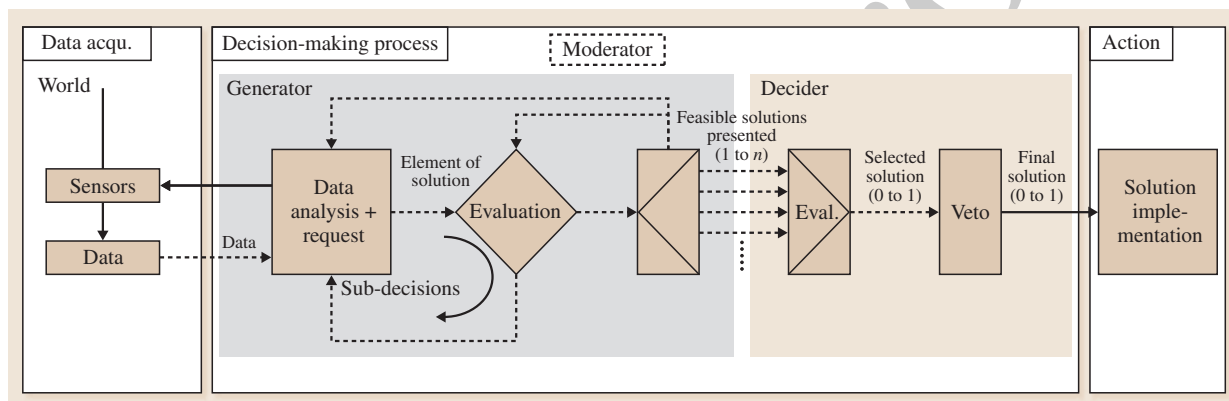 Data acqu.
Decision-making process
Moderator
Action
World
Generator
Decider
Sensors
Data
Data
Data
analysis +
request
Element of
solution
Evaluation
Sub-decisions
Feasible solutions
presented
(1 to n)
Eval.
Selected
solution
(0 to 1)
Veto
Final
solution
(0 to 1)
Solution
imple-
mentation